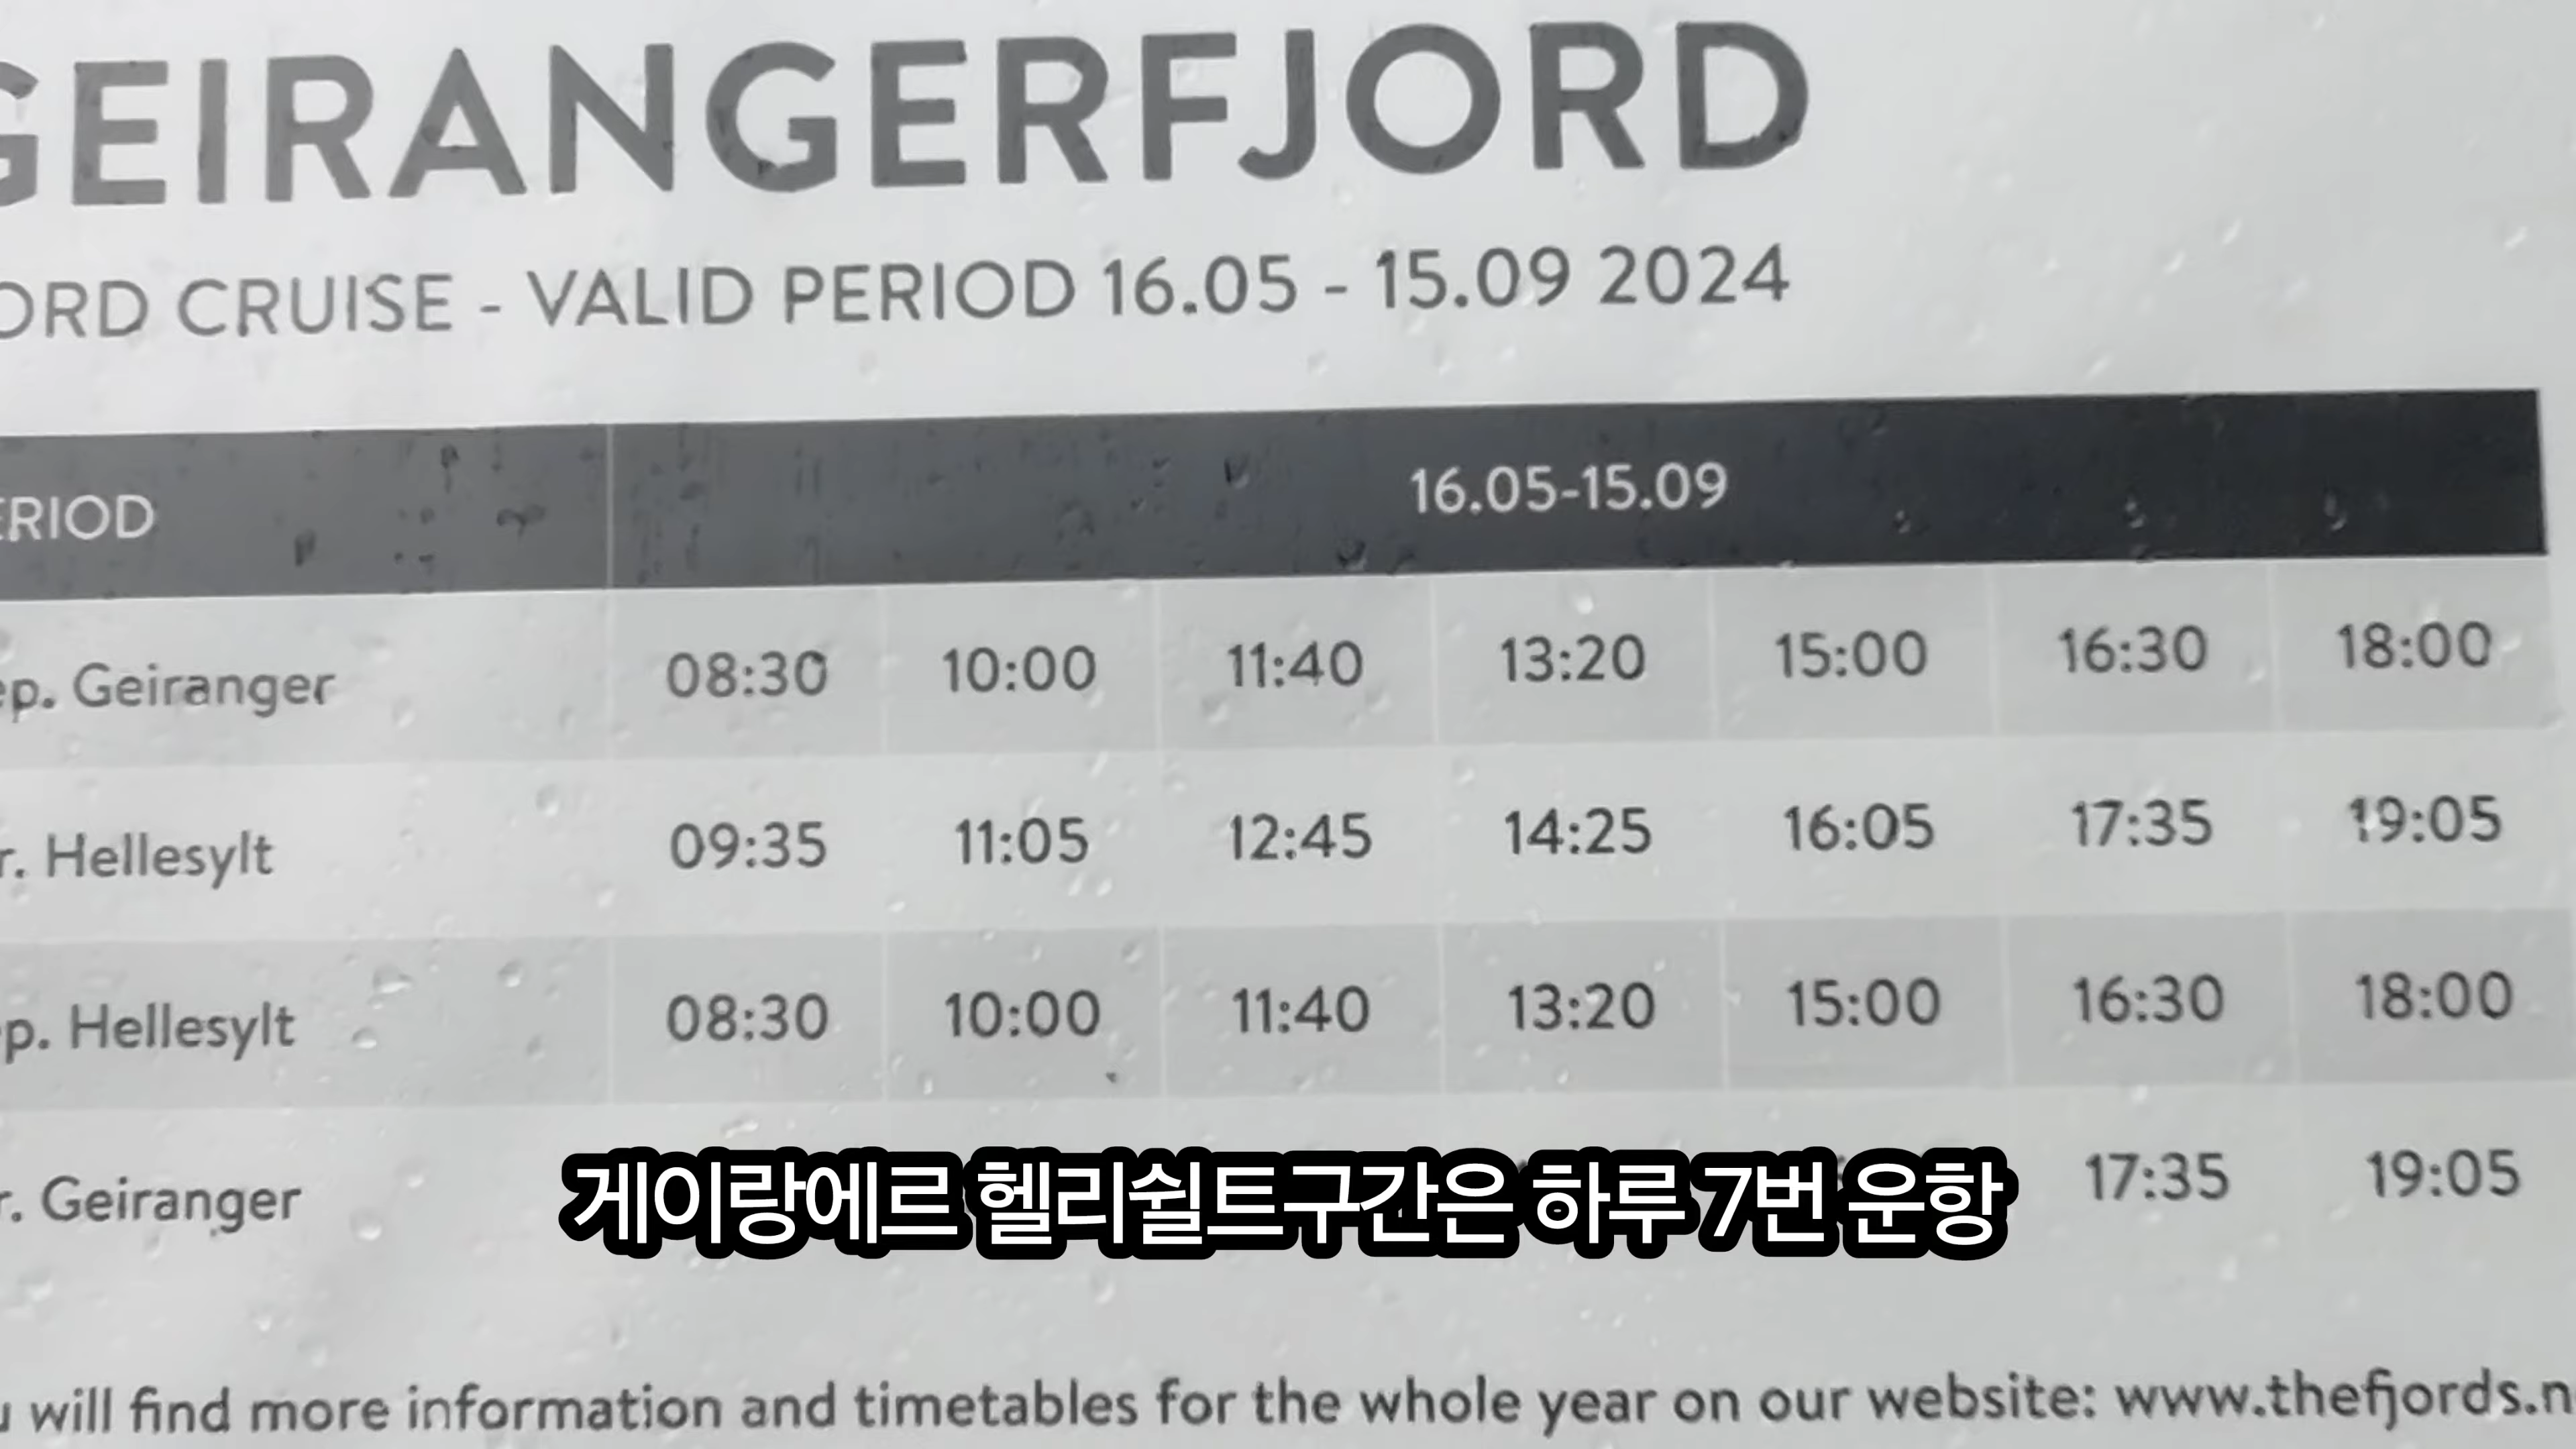 GEIRANGERFJORD
ORD CRUISE - VALID PERIOD 16.05 - 15.09 2024
ERIOD 16.05-15.09
ep. Geiranger 08:30 10:00 11:40 13:20 15:00 16:30 18:00
r. Hellesylt 09:35 11:05 12:45 14:25 16:05 17:35 19:05
p. Hellesylt 08:30 10:00 11:40 13:20 15:00 16:30 18:00
r. Geiranger 17:35 19:05
게이랑에르 헬리쉴트구간은 하루 7번 운항
u will find more information and timetables for the whole year on our website: www.thefjords.n